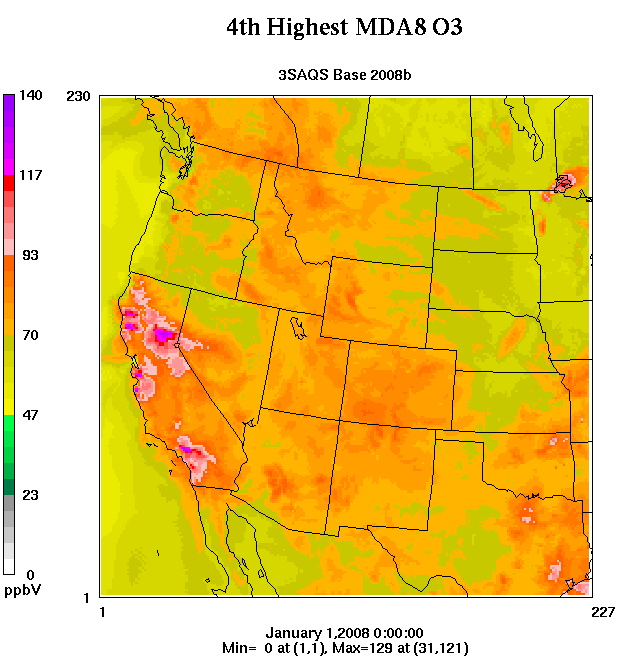 4th Highest MDA8 O3
3SAQS Base 2008b
230
140
117
93
70
47
23
0
ppbV
1
1
227
January 1,2008 0:00:00
Min= 0 at (1,1), Max=129 at (31,121)